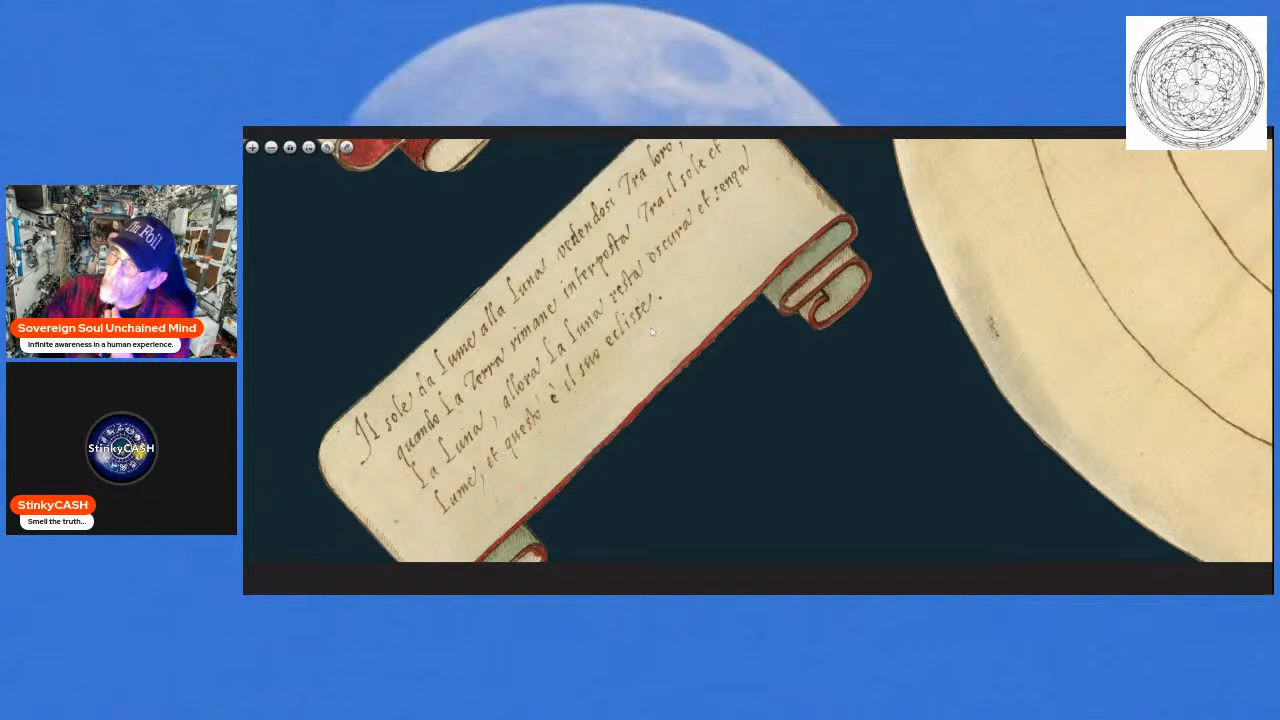 I'm Foil
Sovereign Soul Unchained Mind
Infinite awareness in a human experience.
StinkyCASH
StinkyCASH
Smell the truth...
Il sole da Lume alla Luna vedendosi Tra loro,
quando La Terra rimane interposta Tra il sole et
La Luna, allora La Luna resta oscura et senza
Lume, et questo è il suo eclisse.